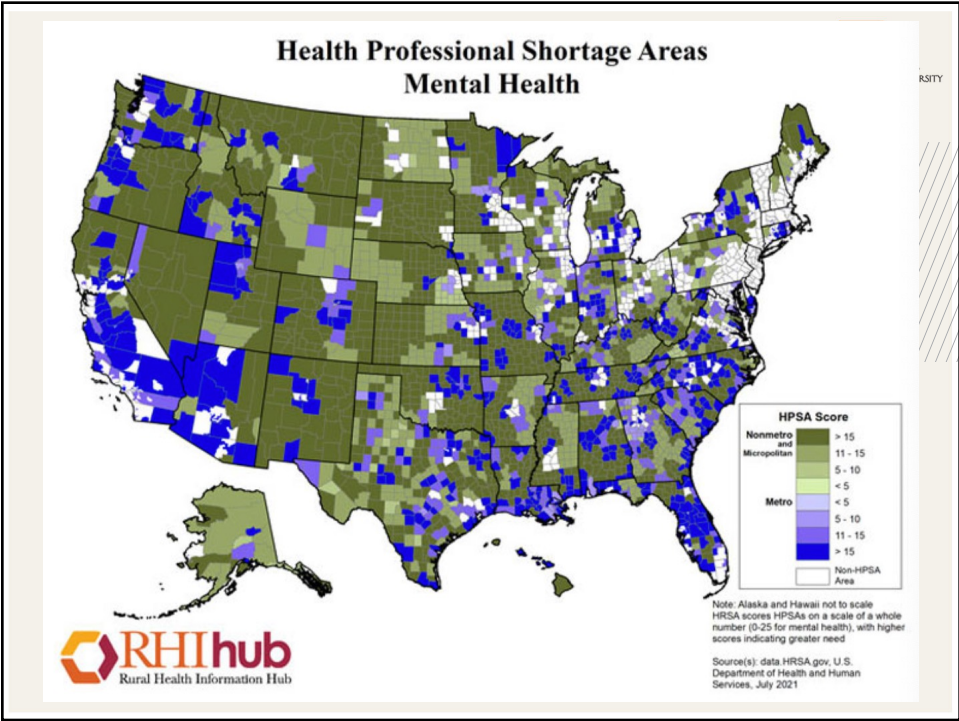 Health Professional Shortage Areas
Mental Health
RSITY
HPSA Score
Nonmetro
and
Micropolitan
> 15
11 - 15
5 - 10
< 5
Metro
< 5
5 - 10
11 - 15
> 15
Non-HPSA
Area
Note: Alaska and Hawaii not to scale
HRSA scores HPSAs on a scale of a whole
number (0-25 for mental health), with higher
scores indicating greater need
Source(s): data.HRSA.gov, U.S.
Department of Health and Human
Services, July 2021
RHIhub
Rural Health Information Hub